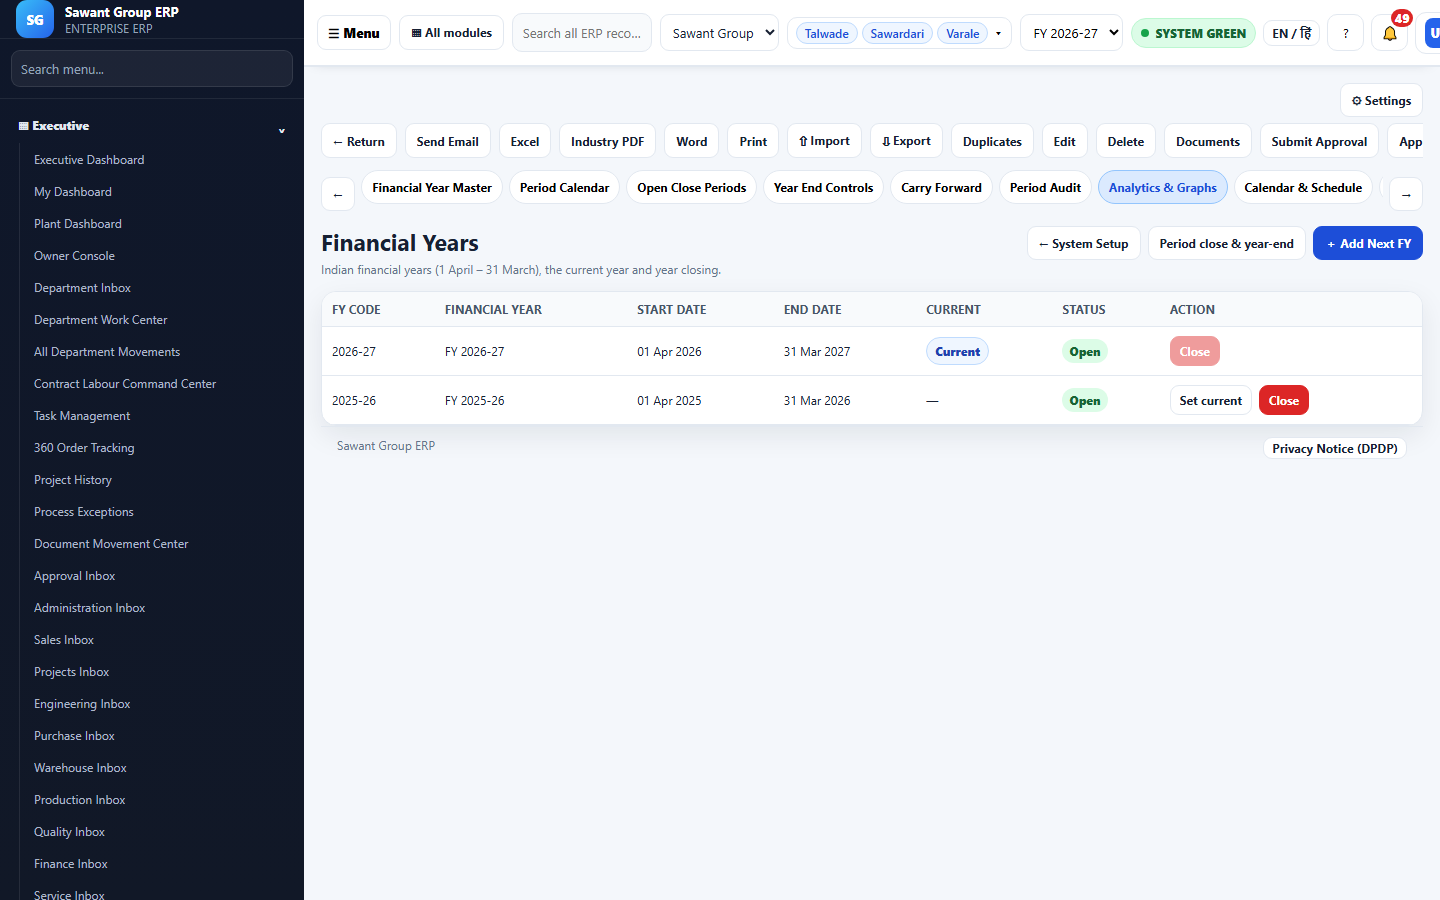 SG
Sawant Group ERP
ENTERPRISE ERP
Search menu...
Executive
Executive Dashboard
My Dashboard
Plant Dashboard
Owner Console
Department Inbox
Department Work Center
All Department Movements
Contract Labour Command Center
Task Management
360 Order Tracking
Project History
Process Exceptions
Document Movement Center
Approval Inbox
Administration Inbox
Sales Inbox
Projects Inbox
Engineering Inbox
Purchase Inbox
Warehouse Inbox
Production Inbox
Quality Inbox
Finance Inbox
Service Inbox
☰ Menu
All modules
Search all ERP reco...
Sawant Group
Talwade Sawardari Varale
FY 2026-27
SYSTEM GREEN
EN / हिं
?
49
U
⚙ Settings
← Return Send Email Excel Industry PDF Word Print ⇧ Import ⇩ Export Duplicates Edit Delete Documents Submit Approval App
← Financial Year Master Period Calendar Open Close Periods Year End Controls Carry Forward Period Audit Analytics & Graphs Calendar & Schedule →
Financial Years
← System Setup Period close & year-end + Add Next FY
Indian financial years (1 April – 31 March), the current year and year closing.
FY CODE FINANCIAL YEAR START DATE END DATE CURRENT STATUS ACTION
2026-27 FY 2026-27 01 Apr 2026 31 Mar 2027 Current Open Close
2025-26 FY 2025-26 01 Apr 2025 31 Mar 2026 — Open Set current Close
Sawant Group ERP
Privacy Notice (DPDP)